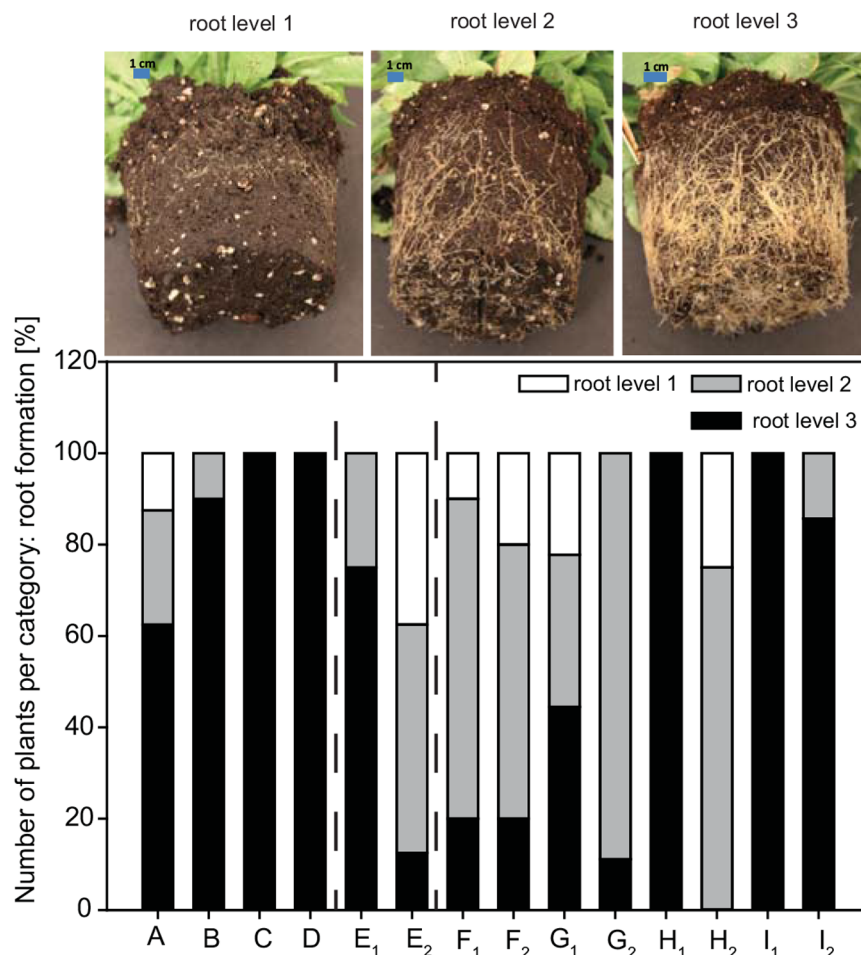 root level 1 root level 2 root level 3
1 cm 1 cm 1 cm
Number of plants per category: root formation [%]
120
root level 1 root level 2
root level 3
100
80
60
40
20
0
A B C D E₁ E₂ F₁ F₂ G₁ G₂ H₁ H₂ I₁ I₂